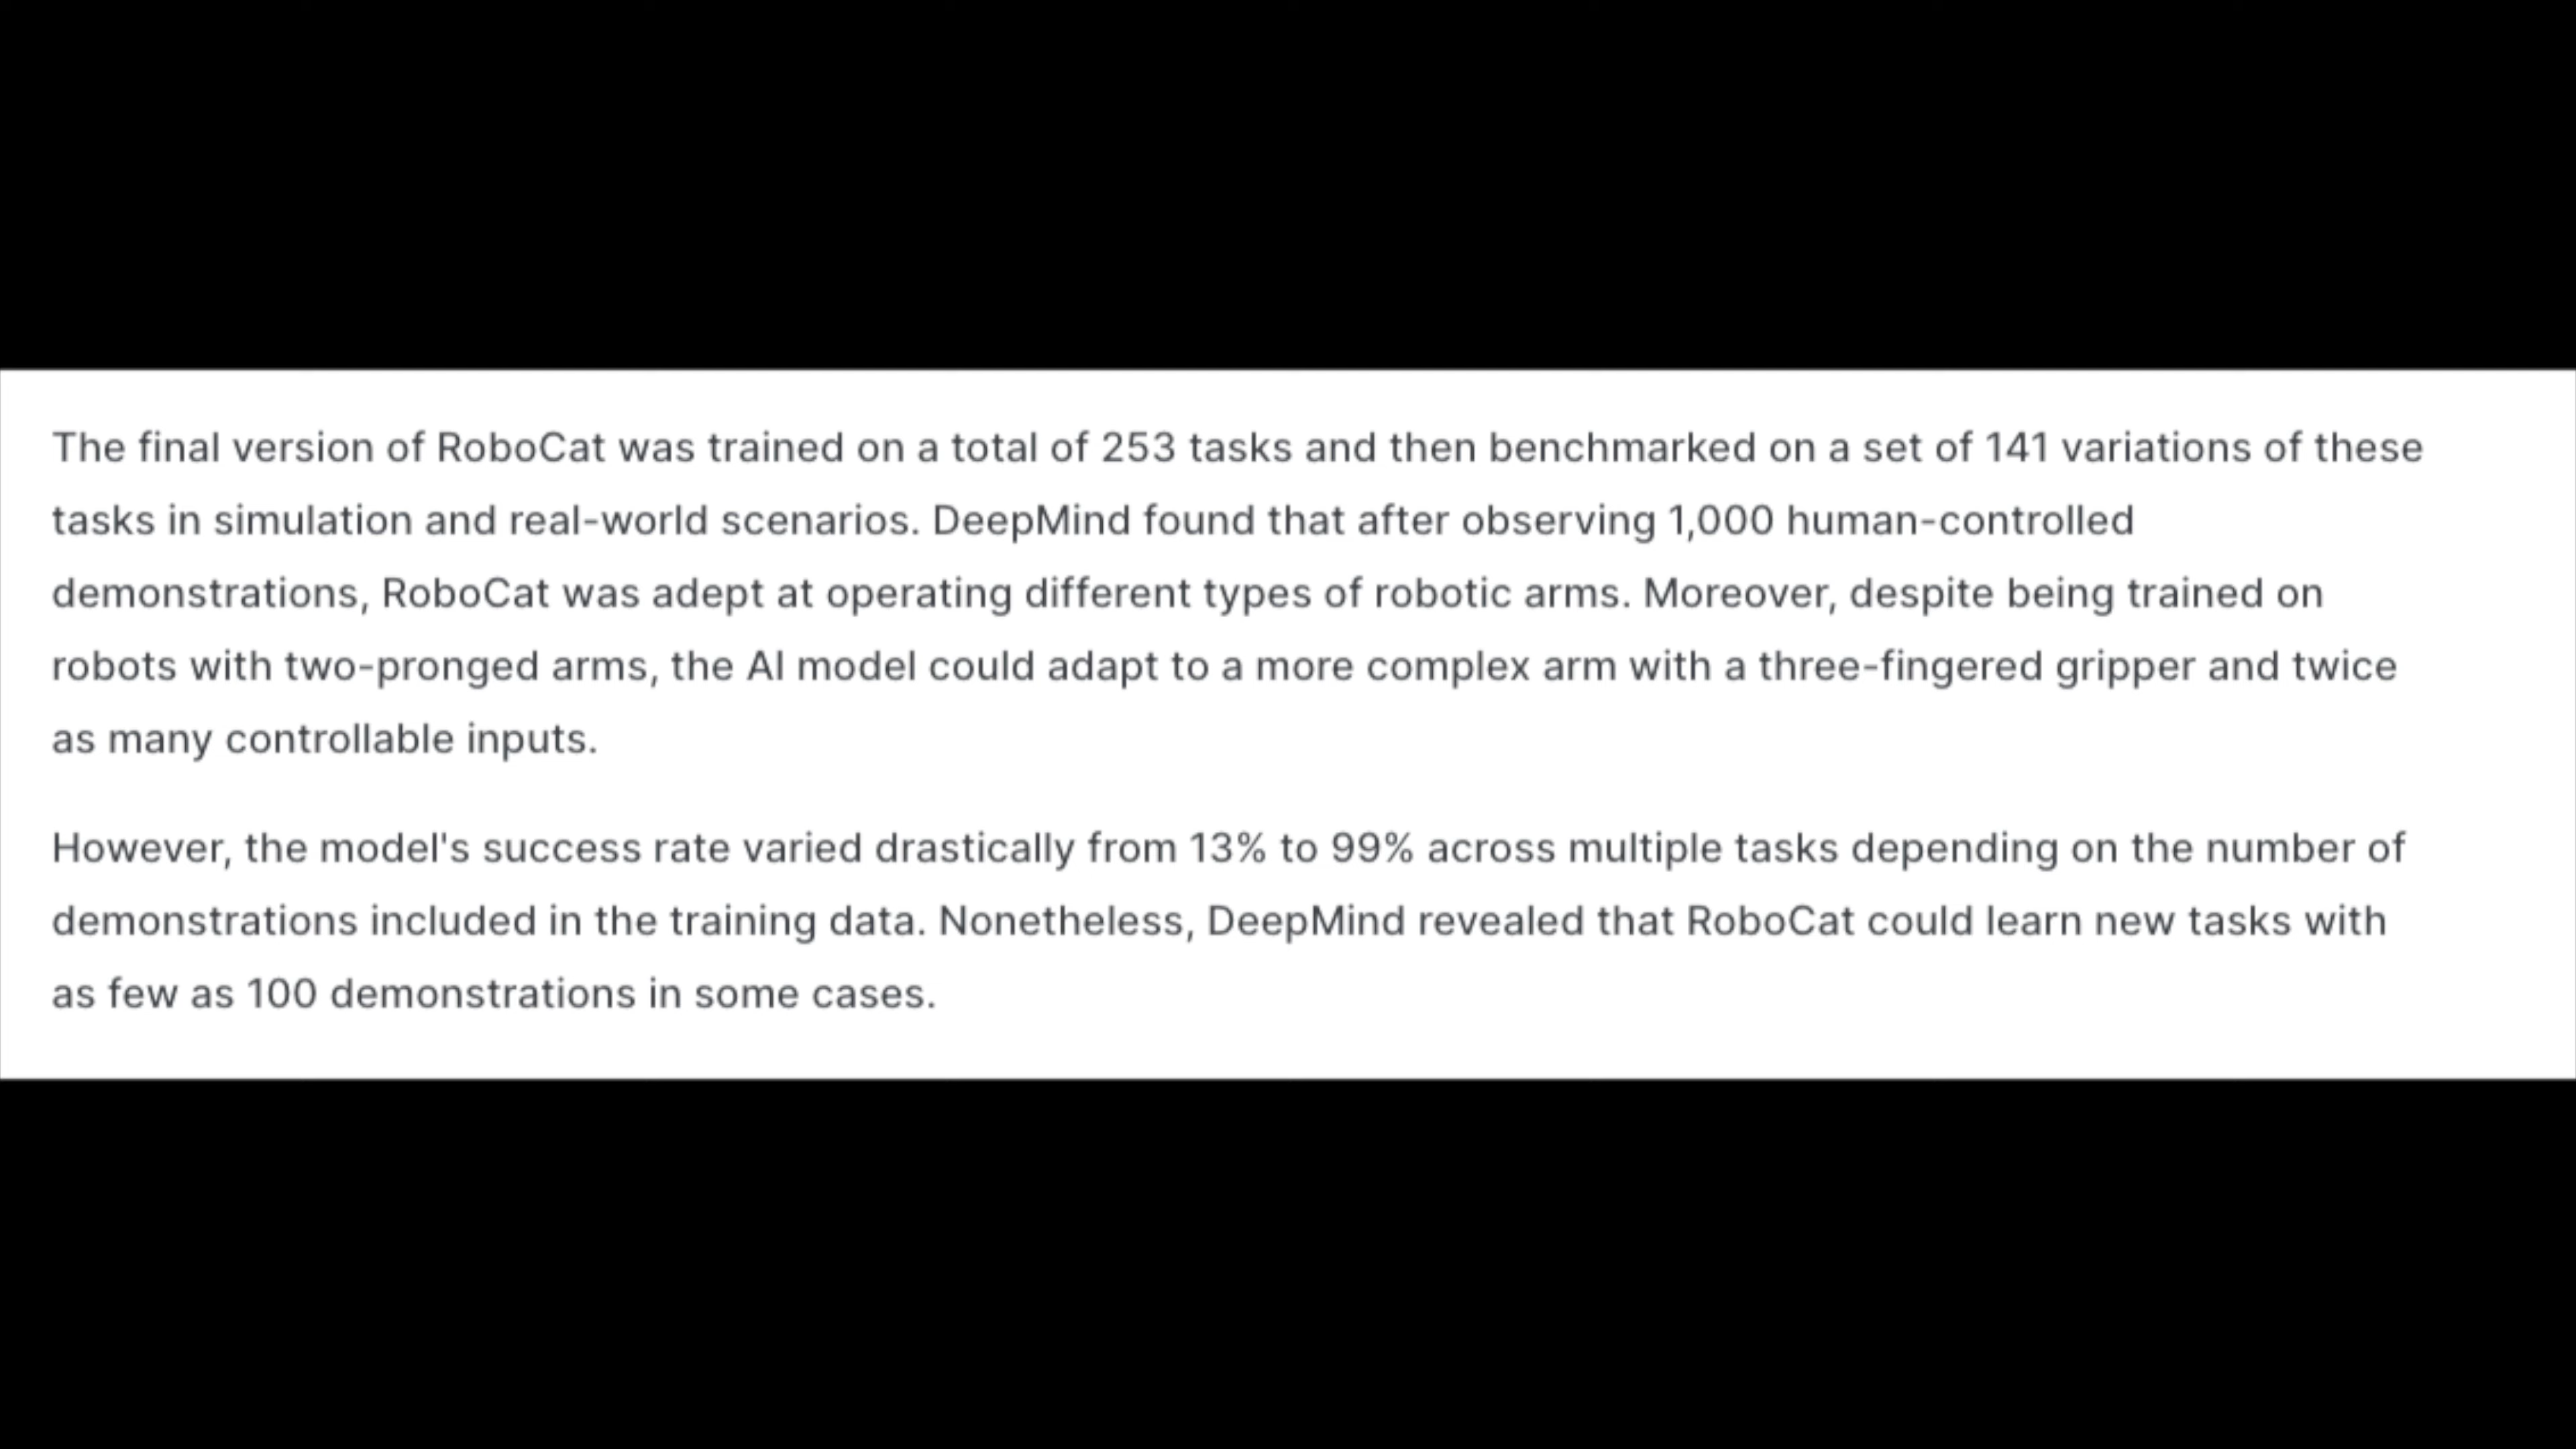 The final version of RoboCat was trained on a total of 253 tasks and then benchmarked on a set of 141 variations of these
tasks in simulation and real-world scenarios. DeepMind found that after observing 1,000 human-controlled
demonstrations, RoboCat was adept at operating different types of robotic arms. Moreover, despite being trained on
robots with two-pronged arms, the AI model could adapt to a more complex arm with a three-fingered gripper and twice
as many controllable inputs.
However, the model's success rate varied drastically from 13% to 99% across multiple tasks depending on the number of
demonstrations included in the training data. Nonetheless, DeepMind revealed that RoboCat could learn new tasks with
as few as 100 demonstrations in some cases.